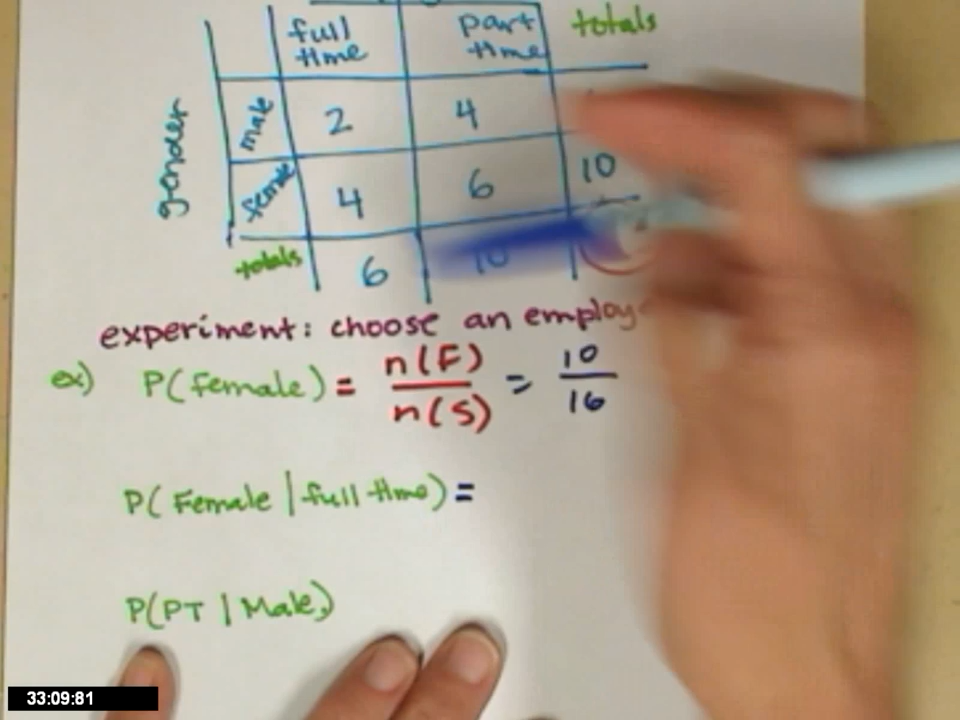 full time
part time
totals
gender
male 2 4
female 4 6 10
totals 6 10
experiment: choose an employ
ex) P(female) = n(F) / n(S) = 10 / 16
P(Female | full time) =
P(PT | Male)
33:09:81